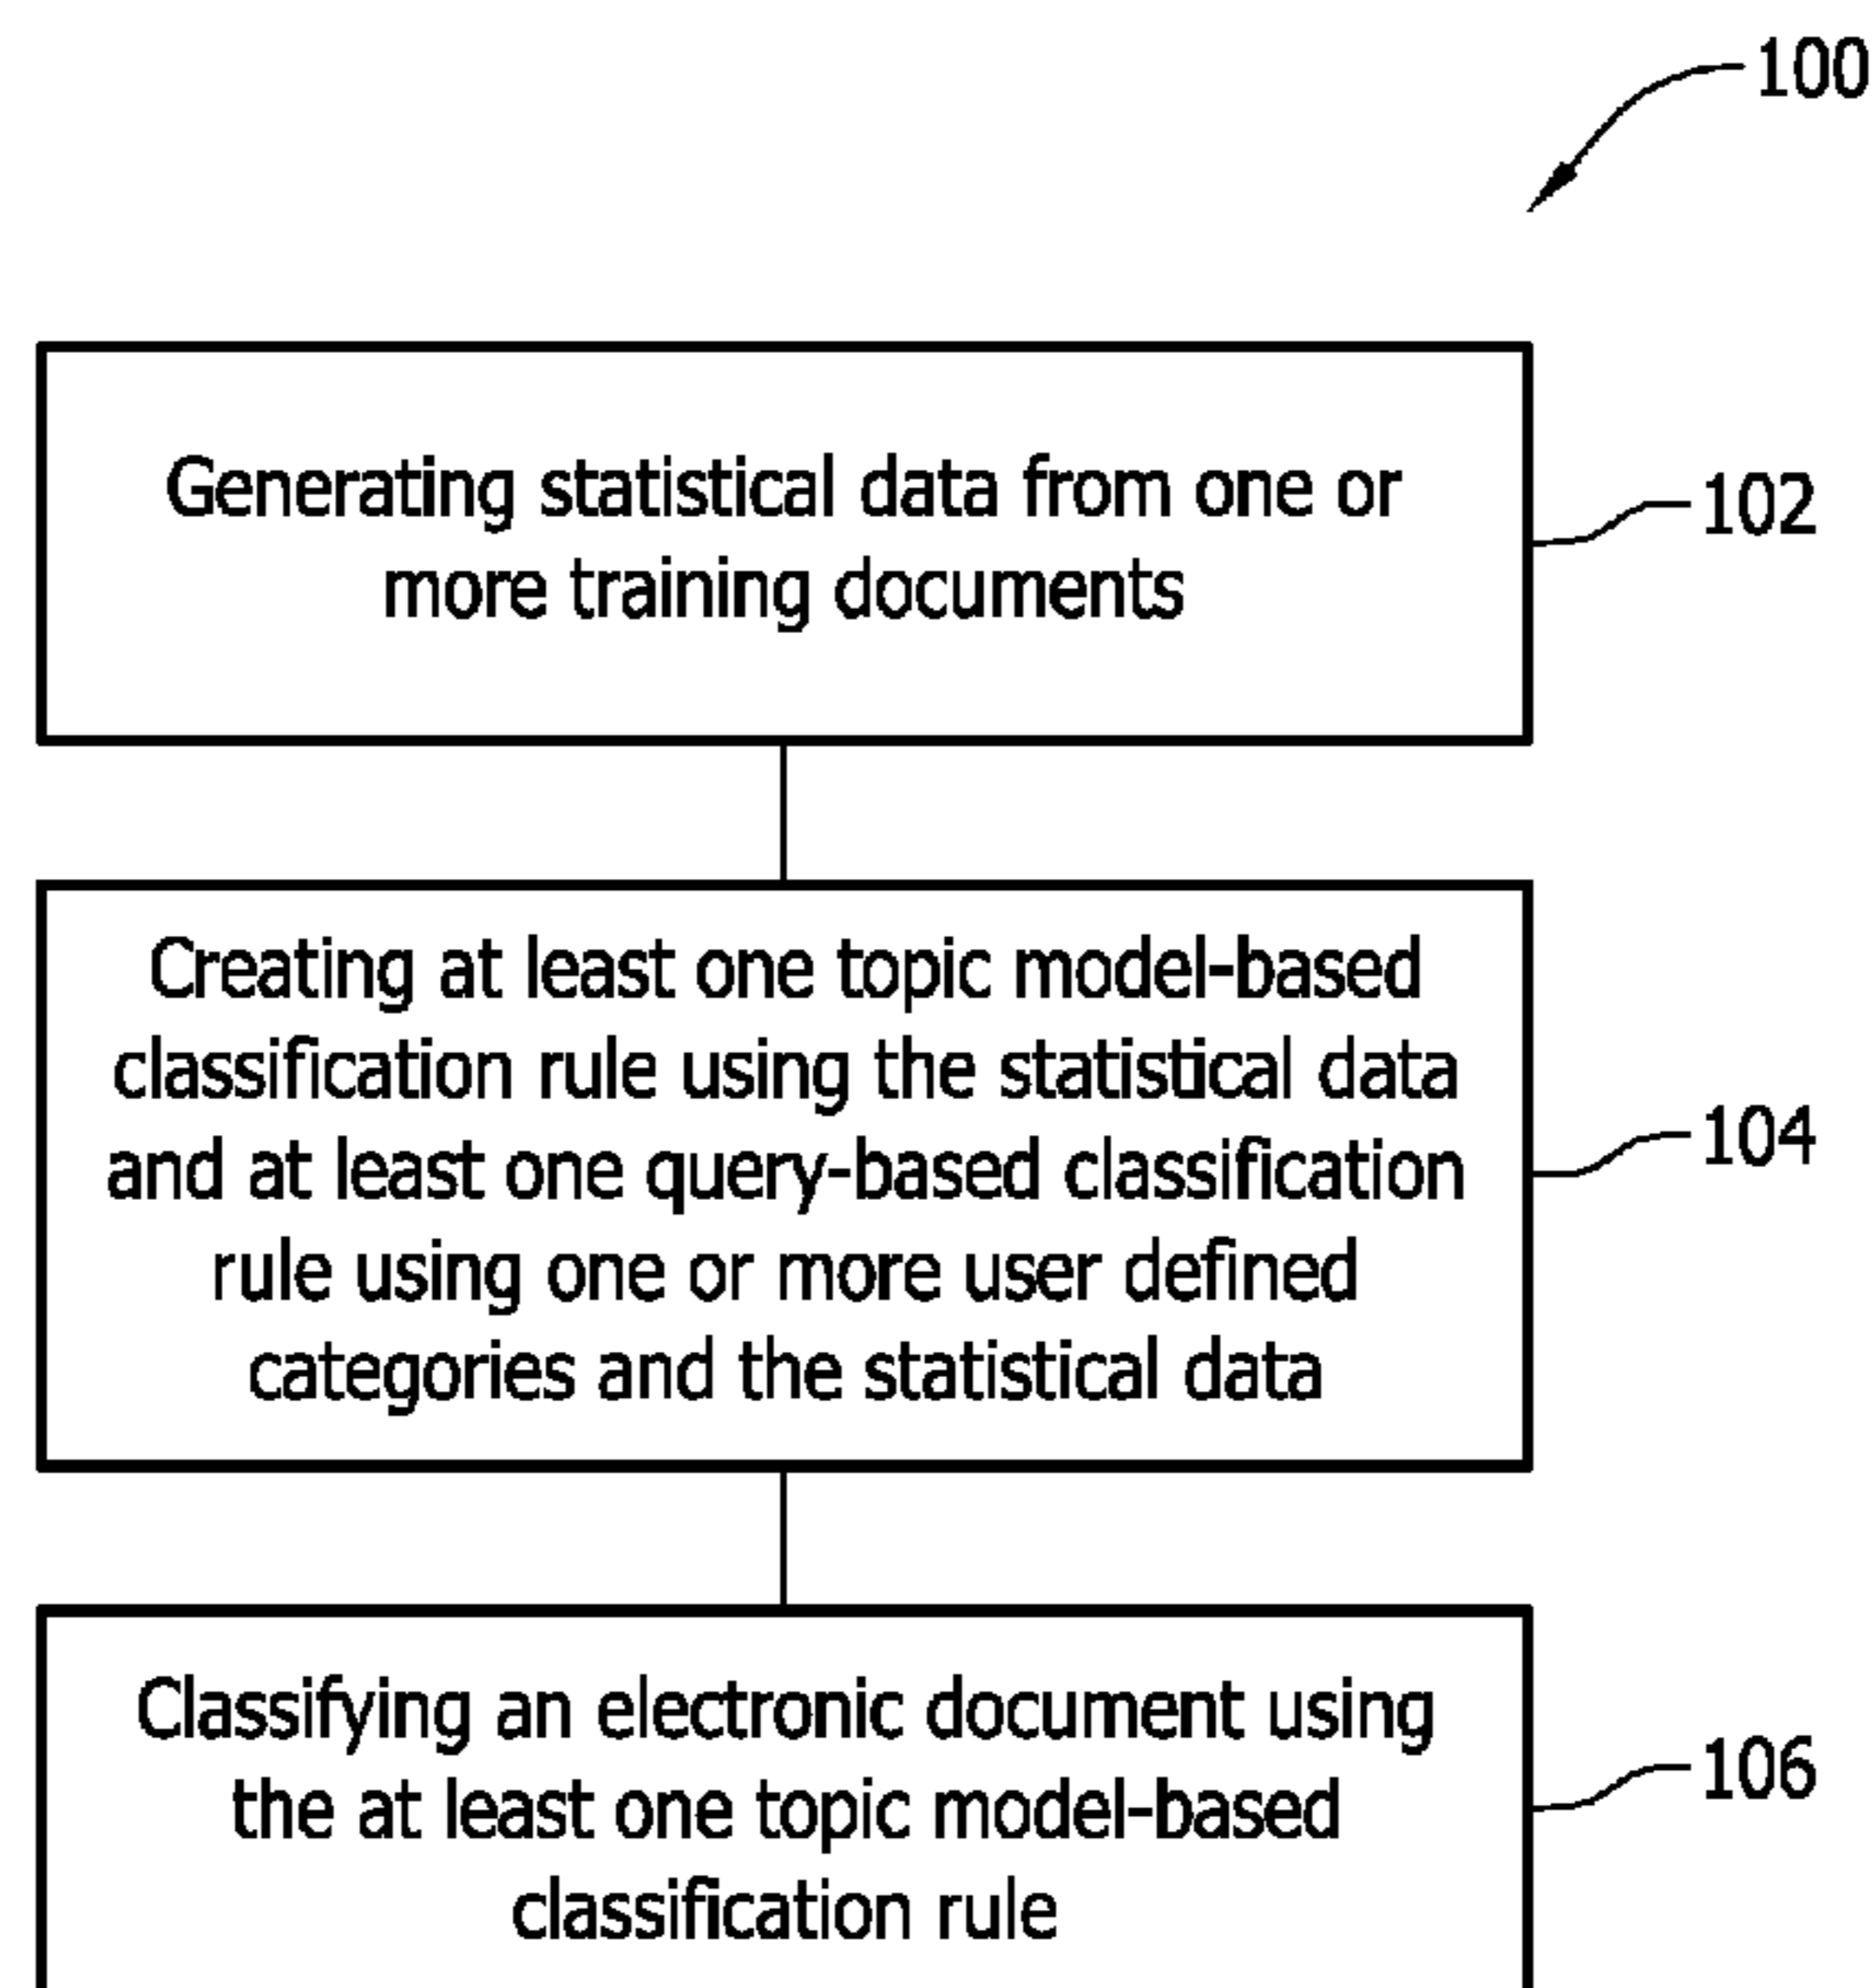 100
Generating statistical data from one or
more training documents
102
Creating at least one topic model-based
classification rule using the statistical data
and at least one query-based classification
rule using one or more user defined
categories and the statistical data
104
Classifying an electronic document using
the at least one topic model-based
classification rule
106